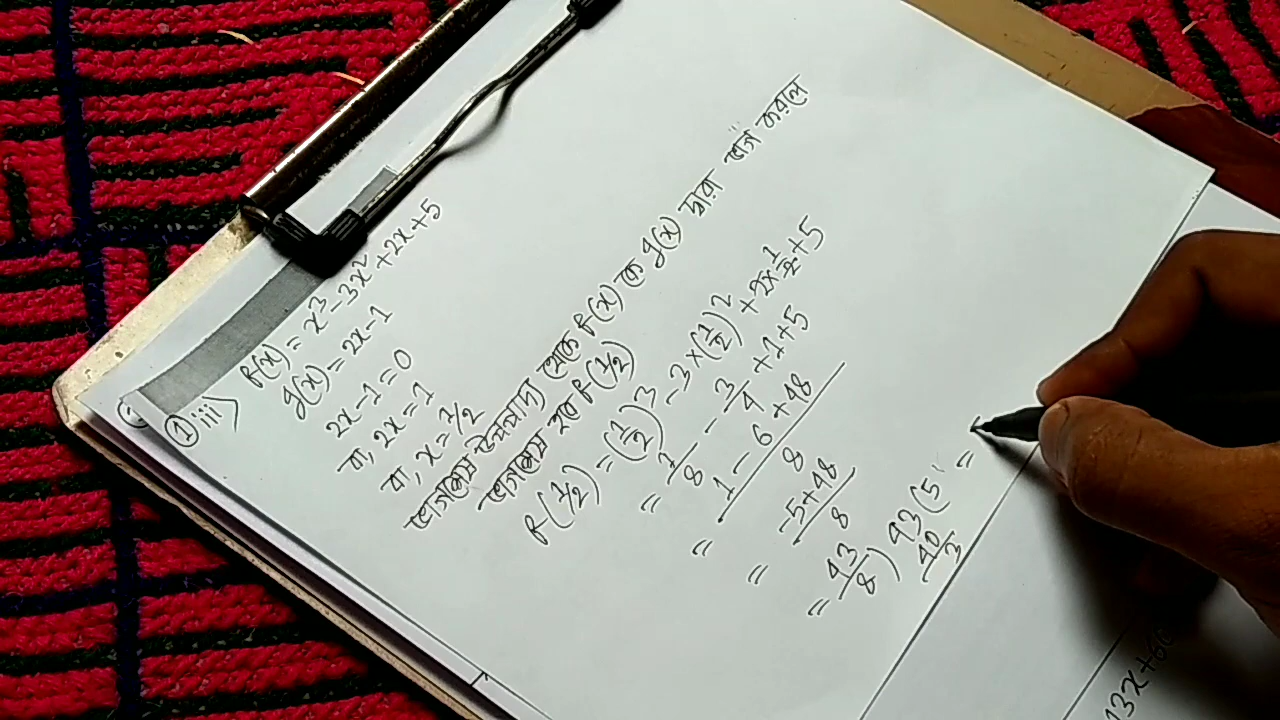 ① iii> f(x) = x³ - 3x² + 2x + 5
g(x) = 2x - 1
2x - 1 = 0
বা, 2x = 1
বা, x = 1/2
ভাগশেষ উপপাদ্য থেকে f(x) কে g(x) দ্বারা ভাগ করলে
ভাগশেষ হবে f(1/2)
f(1/2) = (1/2)³ - 3 × (1/2)² + 2 × 1/2 + 5
= 1/8 - 3/4 + 1 + 5
= 1 - 6 + 48 / 8
= -5 + 48 / 8
= 43/8 ) 43 ( 5 =
40
3
13x + 60